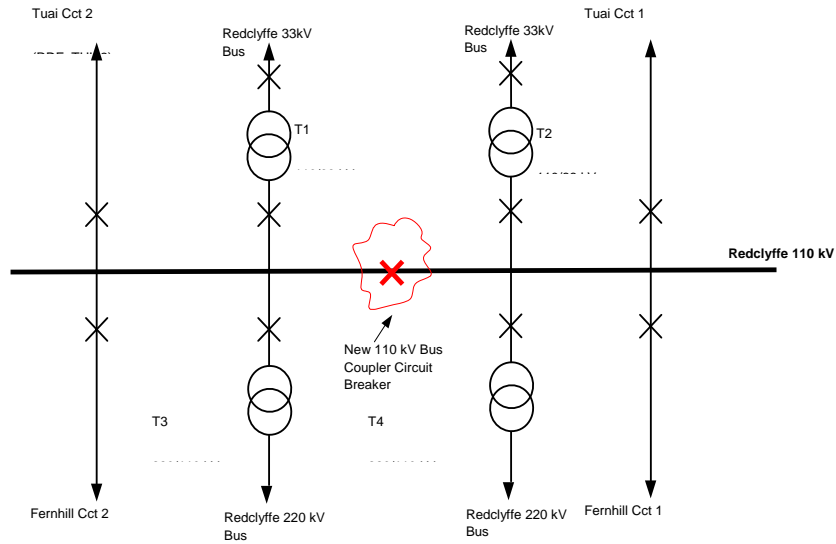 Tuai Cct 2
Redclyffe 33kV
Bus
Redclyffe 33kV
Bus
Tuai Cct 1
T1
T2
Redclyffe 110 kV
New 110 kV Bus
Coupler Circuit
Breaker
T3
T4
Fernhill Cct 2
Redclyffe 220 kV
Bus
Redclyffe 220 kV
Bus
Fernhill Cct 1